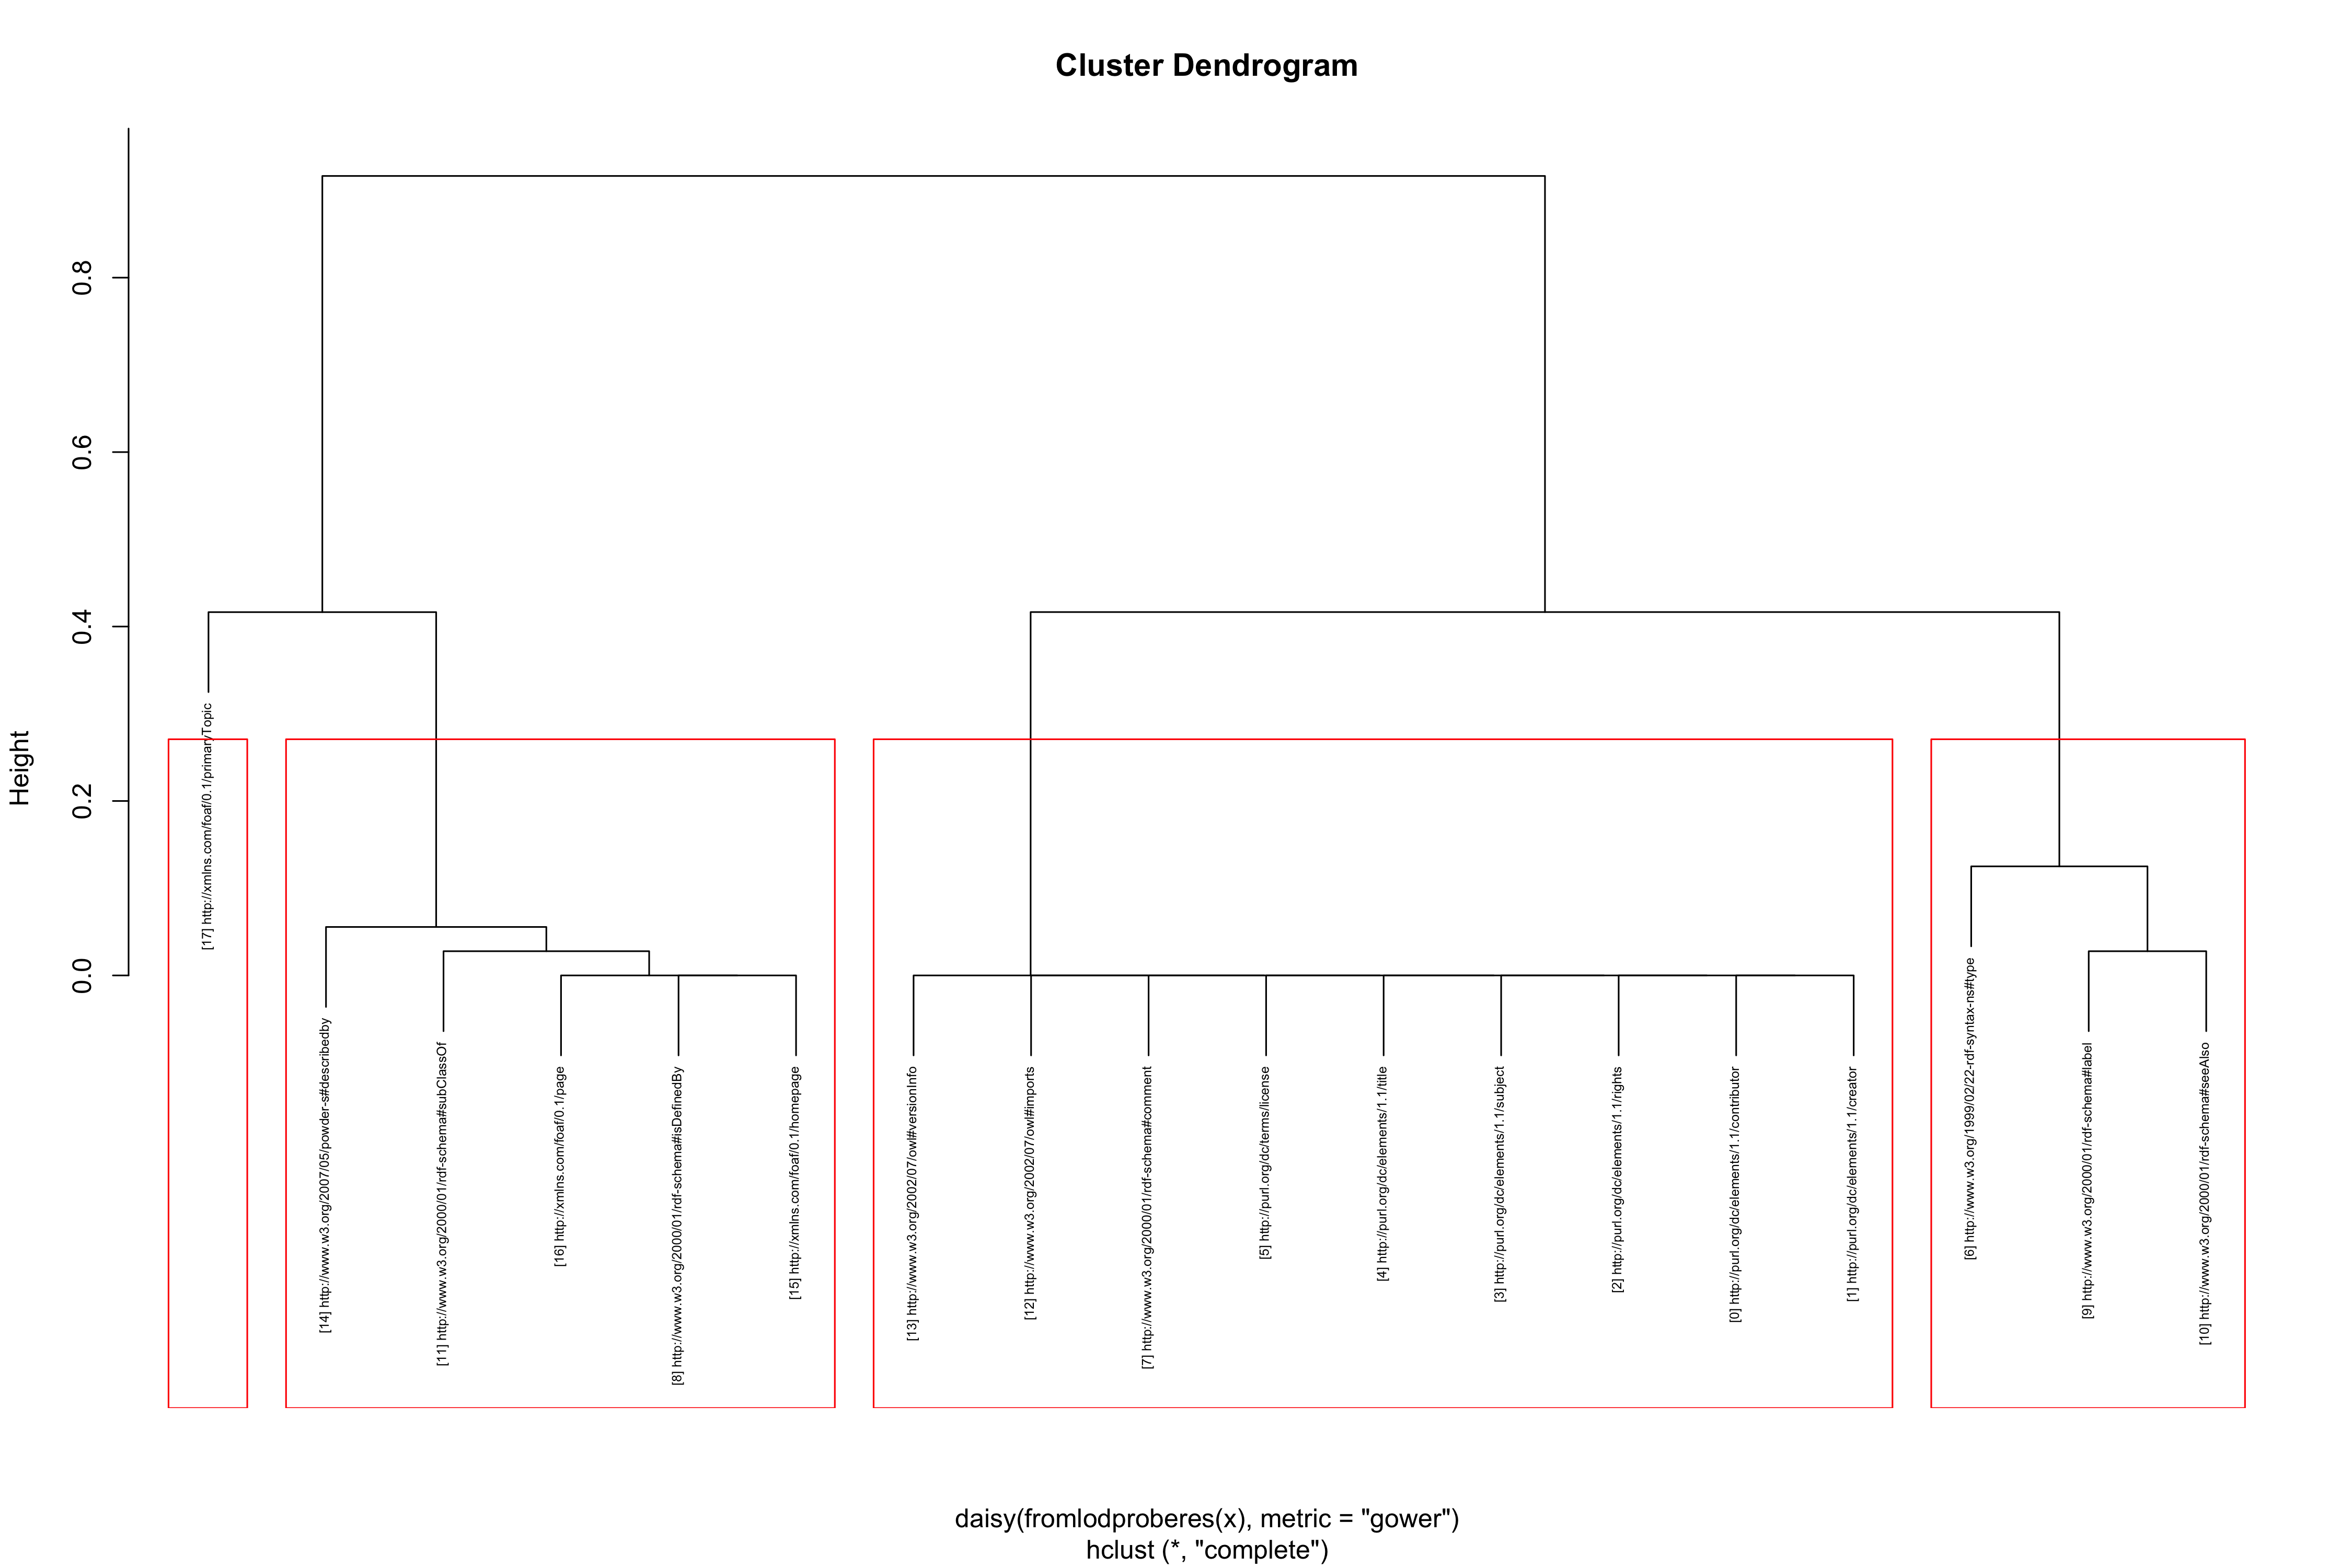 Cluster Dendrogram
Height
0.0
0.2
0.4
0.6
0.8
[17] http://xmlns.com/foaf/0.1/primaryTopic
[14] http://www.w3.org/2007/05/powder-s#describedby
[11] http://www.w3.org/2000/01/rdf-schema#subClassOf
[16] http://xmlns.com/foaf/0.1/page
[8] http://www.w3.org/2000/01/rdf-schema#isDefinedBy
[15] http://xmlns.com/foaf/0.1/homepage
[13] http://www.w3.org/2002/07/owl#versionInfo
[12] http://www.w3.org/2002/07/owl#imports
[7] http://www.w3.org/2000/01/rdf-schema#comment
[5] http://purl.org/dc/terms/license
[4] http://purl.org/dc/elements/1.1/title
[3] http://purl.org/dc/elements/1.1/subject
[2] http://purl.org/dc/elements/1.1/rights
[0] http://purl.org/dc/elements/1.1/contributor
[1] http://purl.org/dc/elements/1.1/creator
[6] http://www.w3.org/1999/02/22-rdf-syntax-ns#type
[9] http://www.w3.org/2000/01/rdf-schema#label
[10] http://www.w3.org/2000/01/rdf-schema#seeAlso
daisy(fromlodproberes(x), metric = "gower")
hclust (*, "complete")